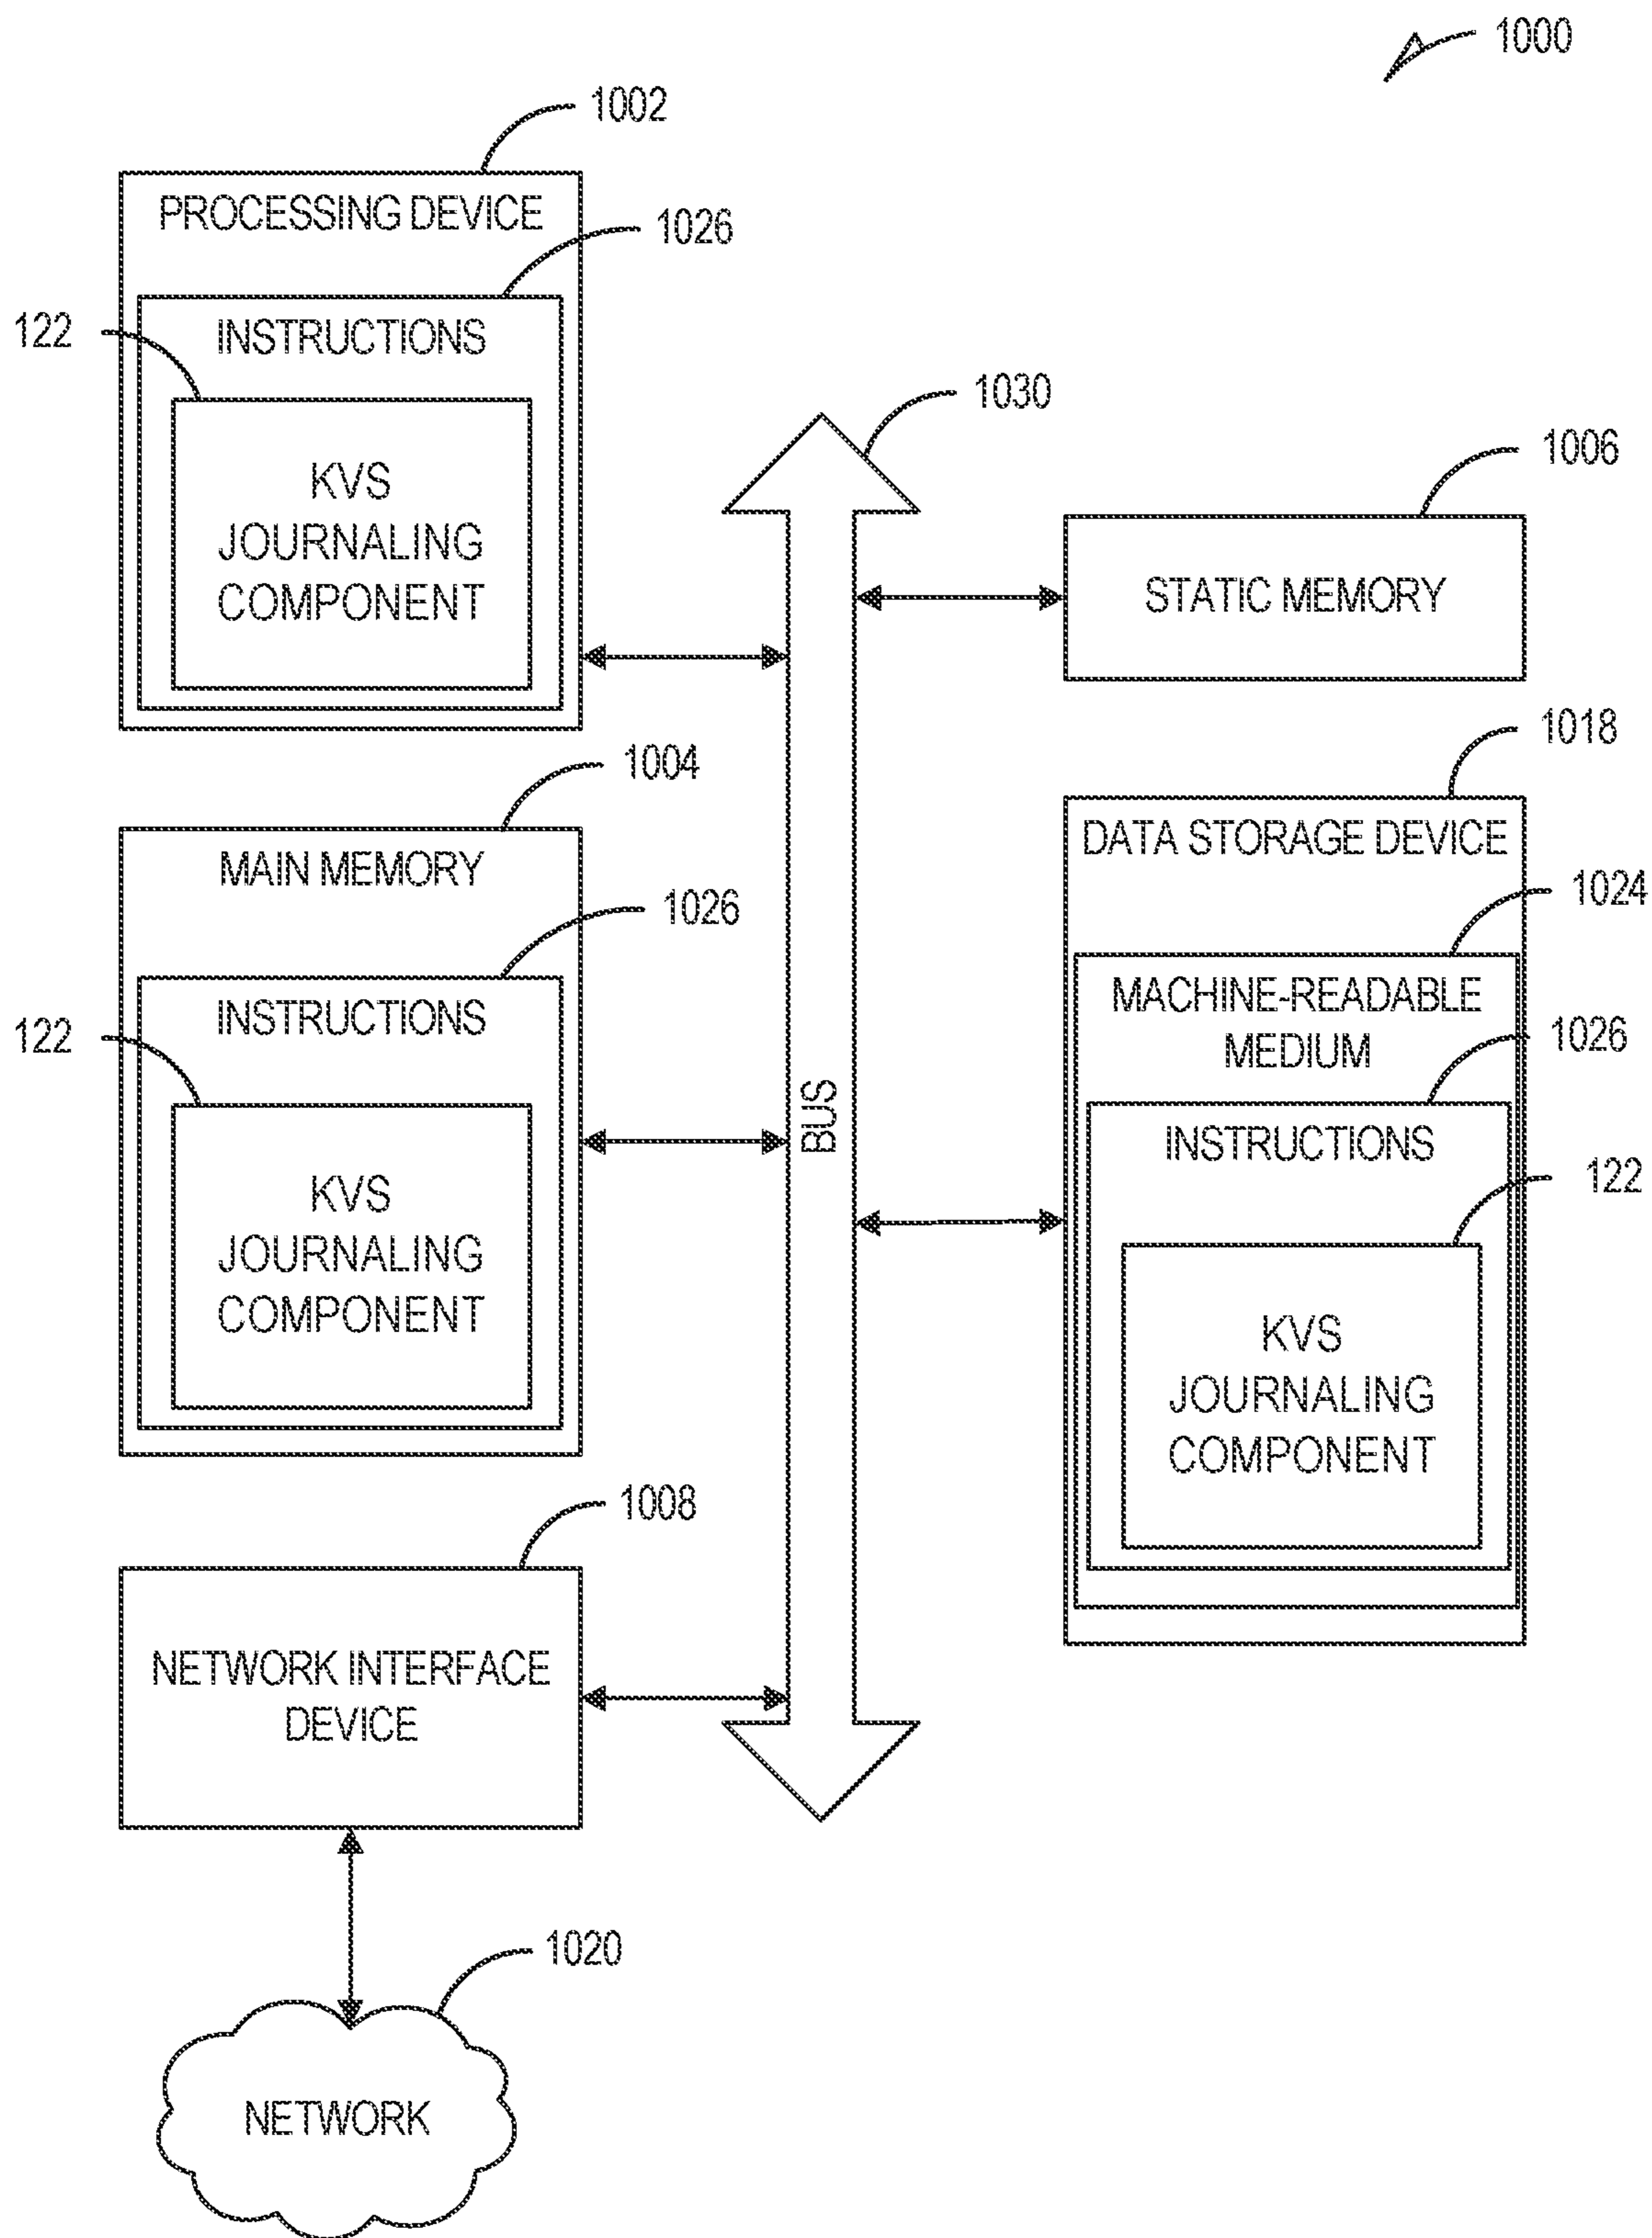 1000
1002
PROCESSING DEVICE
1026
122
INSTRUCTIONS
KVS
JOURNALING
COMPONENT
1030
1006
STATIC MEMORY
1004
MAIN MEMORY
1026
122
INSTRUCTIONS
KVS
JOURNALING
COMPONENT
BUS
1018
DATA STORAGE DEVICE
1024
MACHINE-READABLE
MEDIUM
1026
INSTRUCTIONS
122
KVS
JOURNALING
COMPONENT
1008
NETWORK INTERFACE
DEVICE
1020
NETWORK